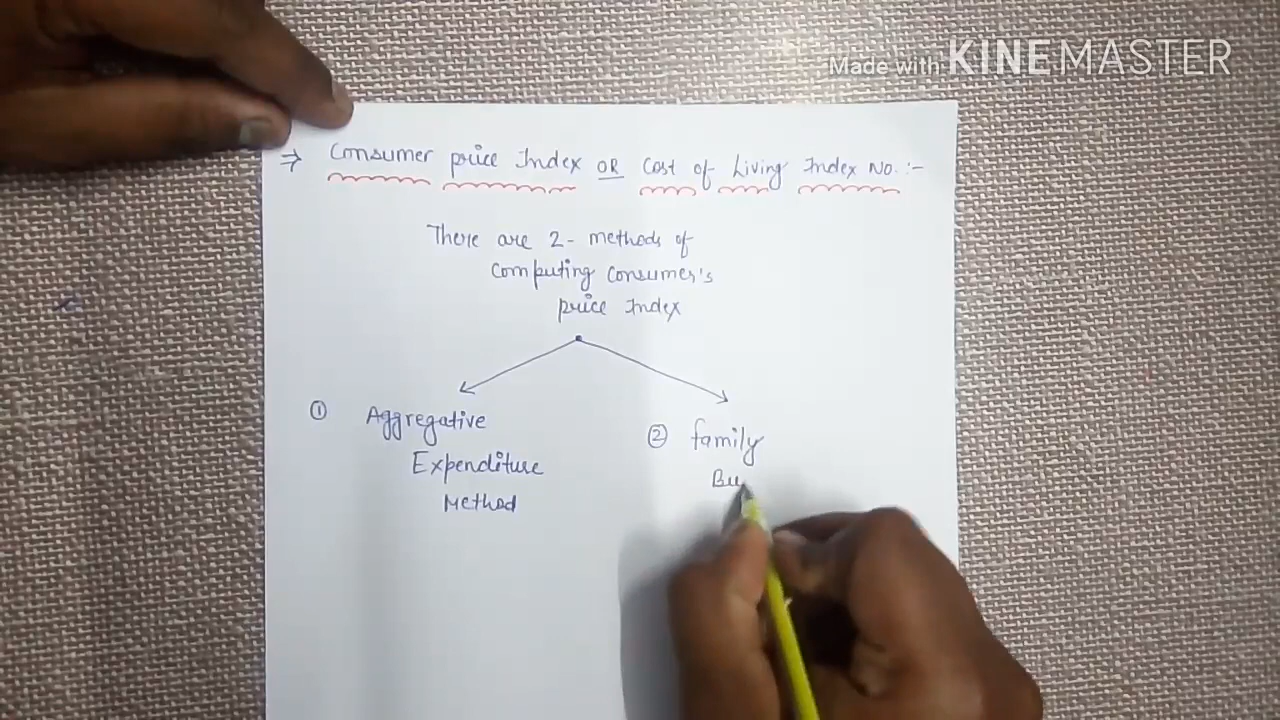 Made with KINEMASTER
⇒ Consumer price Index OR Cost of Living Index No. :-
There are 2- methods of
Computing Consumer's
price Index
① Aggregative
Expenditure
Method
② family
Bu